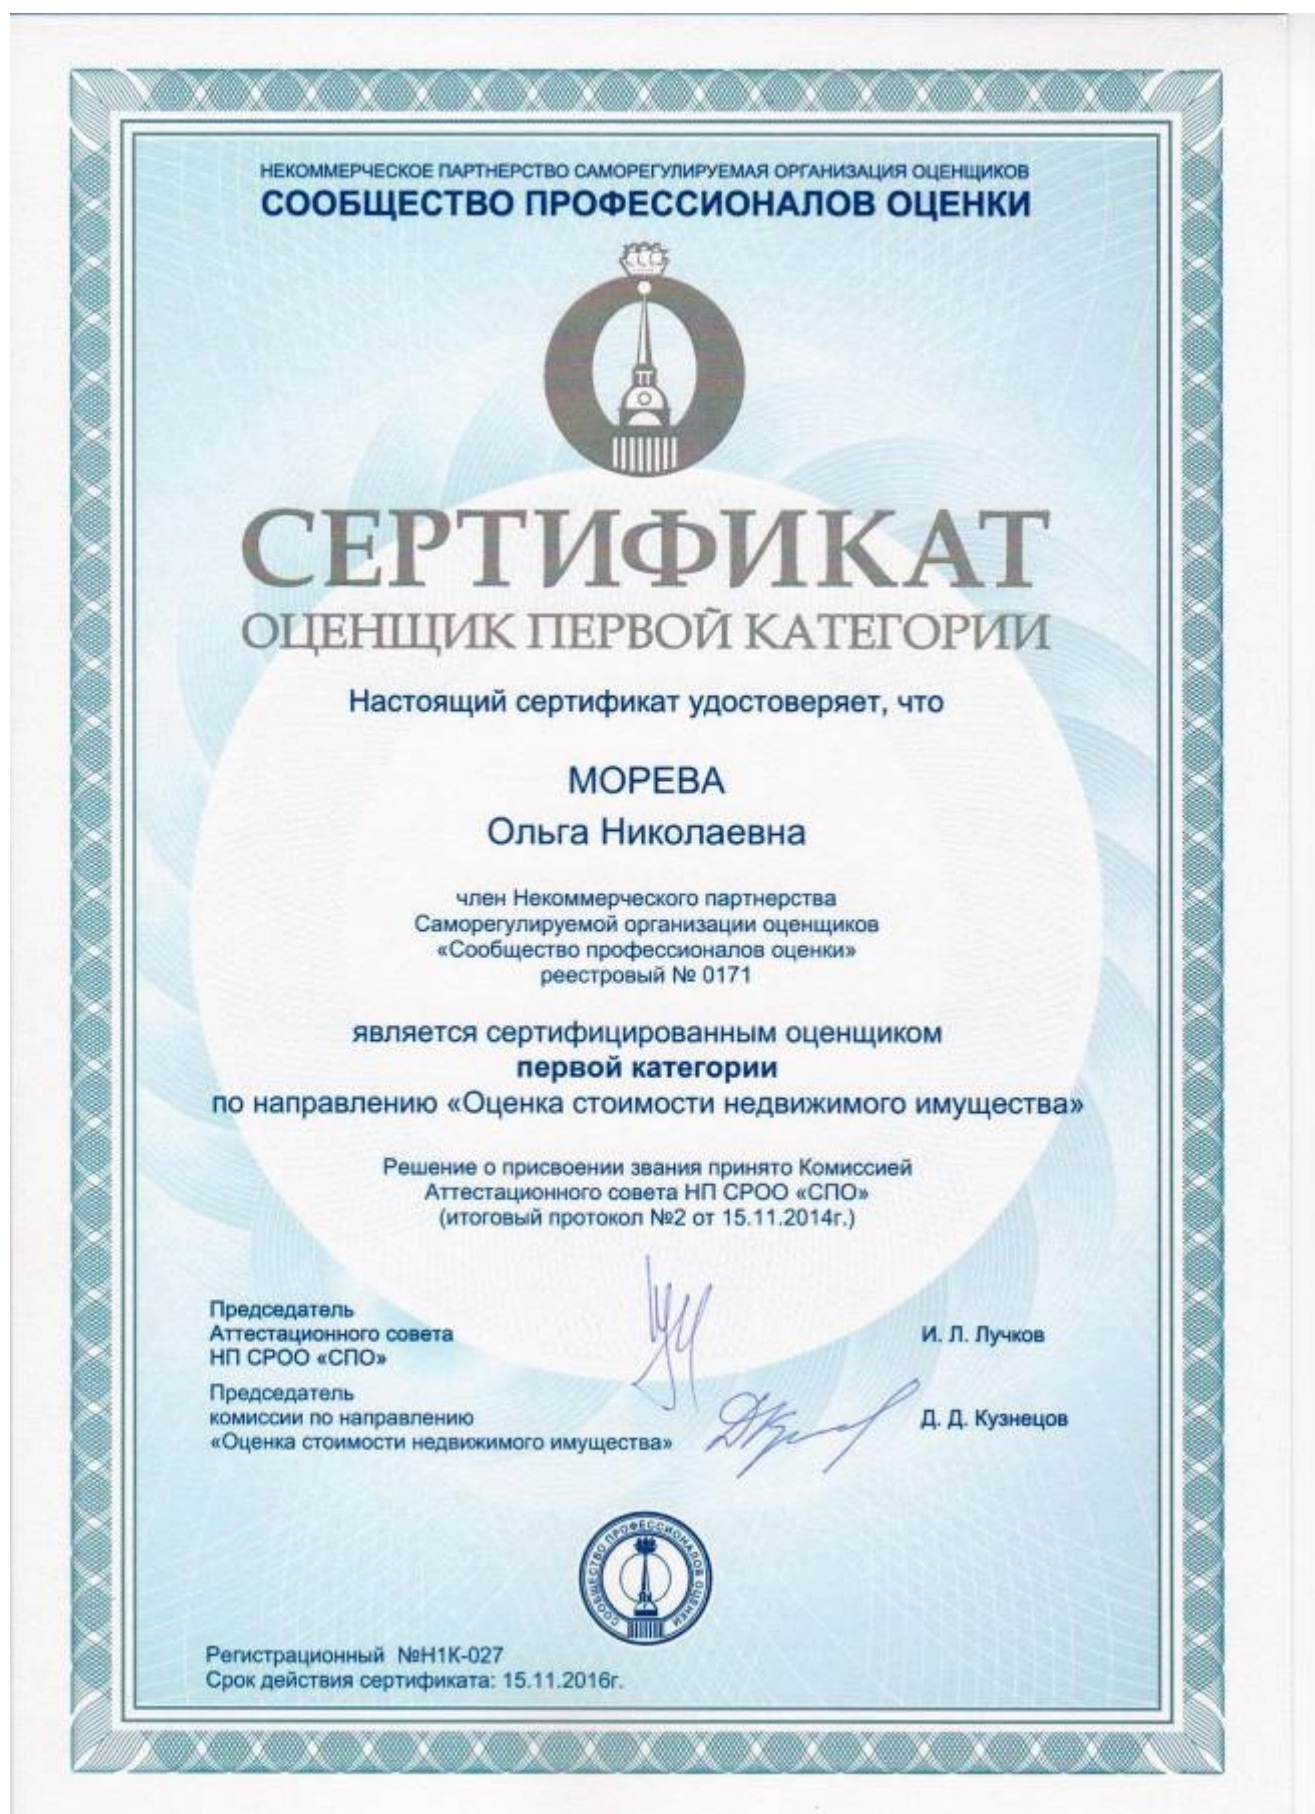 НЕКОММЕРЧЕСКОЕ ПАРТНЕРСТВО САМОРЕГУЛИРУЕМАЯ ОРГАНИЗАЦИЯ ОЦЕНЩИКОВ
СООБЩЕСТВО ПРОФЕССИОНАЛОВ ОЦЕНКИ
СЕРТИФИКАТ
ОЦЕНЩИК ПЕРВОЙ КАТЕГОРИИ
Настоящий сертификат удостоверяет, что
МОРЕВА
Ольга Николаевна
член Некоммерческого партнерства
Саморегулируемой организации оценщиков
«Сообщество профессионалов оценки»
реестровый № 0171
является сертифицированным оценщиком
первой категории
по направлению «Оценка стоимости недвижимого имущества»
Решение о присвоении звания принято Комиссией
Аттестационного совета НП СРОО «СПО»
(итоговый протокол №2 от 15.11.2014г.)
Председатель
Аттестационного совета
НП СРОО «СПО»
И. Л. Лучков
Председатель
комиссии по направлению
«Оценка стоимости недвижимого имущества»
Д. Д. Кузнецов
СООБЩЕСТВО ПРОФЕССИОНАЛОВ ОЦЕНКИ
Регистрационный №Н1К-027
Срок действия сертификата: 15.11.2016г.